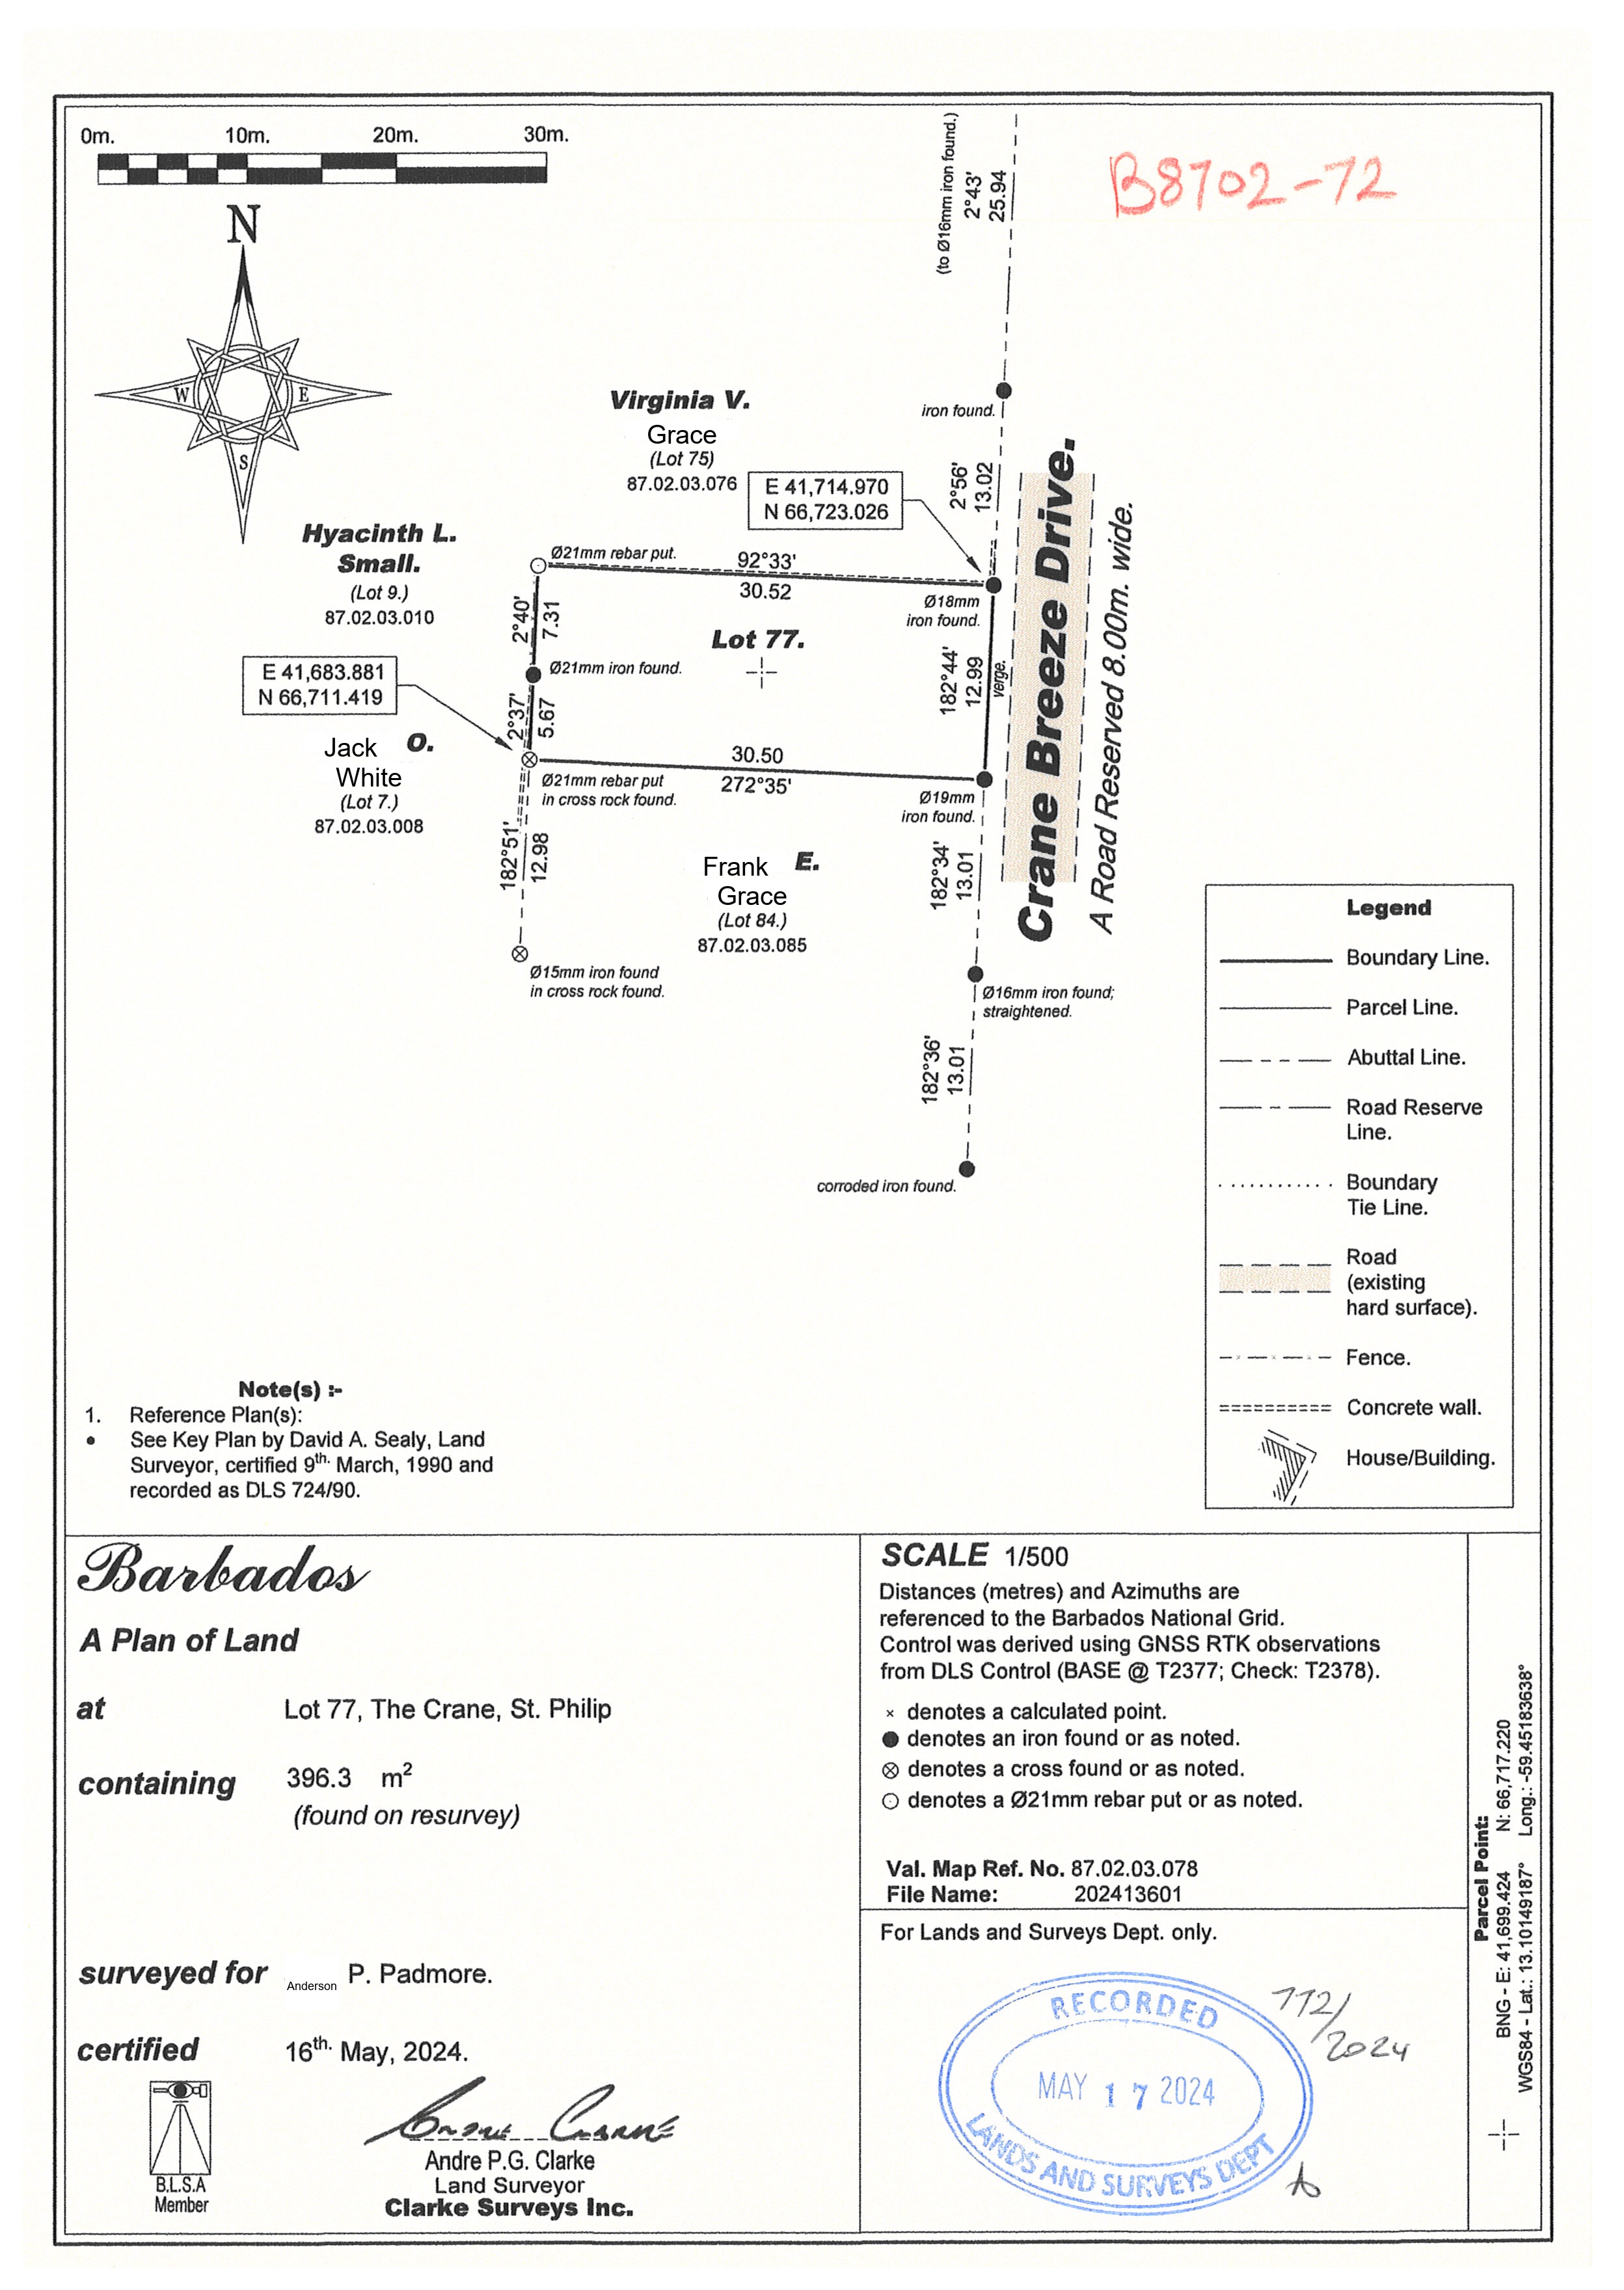 0m. 10m. 20m. 30m.
B8702-72
N
W
E
S
(to Ø16mm iron found.)
2°43'
25.94
iron found.
Virginia V.
Grace
(Lot 75)
87.02.03.076
E 41,714.970
N 66,723.026
2°56'
13.02
Hyacinth L.
Small.
(Lot 9.)
87.02.03.010
Ø21mm rebar put.
92°33'
30.52
Ø18mm
iron found.
2°40'
7.31
Lot 77.
Ø21mm iron found.
E 41,683.881
N 66,711.419
2°37'
5.67
182°44'
12.99
verge.
Crane Breeze Drive.
A Road Reserved 8.00m. wide.
Jack O.
White
(Lot 7.)
87.02.03.008
30.50
272°35'
Ø21mm rebar put
in cross rock found.
Ø19mm
iron found.
182°51'
12.98
Frank E.
Grace
(Lot 84.)
87.02.03.085
182°34'
13.01
Ø15mm iron found
in cross rock found.
Ø16mm iron found;
straightened.
182°36'
13.01
corroded iron found.
Legend
Boundary Line.
Parcel Line.
Abuttal Line.
Road Reserve
Line.
Boundary
Tie Line.
Road
(existing
hard surface).
Fence.
Concrete wall.
House/Building.
Note(s) :-
1. Reference Plan(s):
• See Key Plan by David A. Sealy, Land
Surveyor, certified 9th. March, 1990 and
recorded as DLS 724/90.
Barbados
A Plan of Land
at Lot 77, The Crane, St. Philip
containing 396.3 m²
(found on resurvey)
surveyed for Anderson P. Padmore.
certified 16th. May, 2024.
B.L.S.A
Member
Andre Clarke
Andre P.G. Clarke
Land Surveyor
Clarke Surveys Inc.
SCALE 1/500
Distances (metres) and Azimuths are
referenced to the Barbados National Grid.
Control was derived using GNSS RTK observations
from DLS Control (BASE @ T2377; Check: T2378).
× denotes a calculated point.
● denotes an iron found or as noted.
⊗ denotes a cross found or as noted.
○ denotes a Ø21mm rebar put or as noted.
Val. Map Ref. No. 87.02.03.078
File Name: 202413601
For Lands and Surveys Dept. only.
RECORDED
MAY 17 2024
LANDS AND SURVEYS DEPT
772/
2024
Parcel Point:
BNG - E: 41,699.424 N: 66,717.220
WGS84 - Lat.: 13.10149187° Long.: -59.45183638°